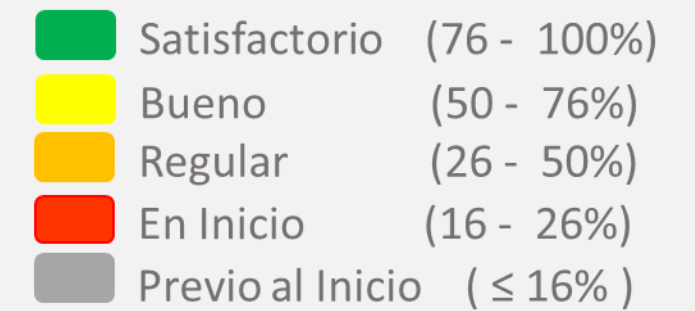 Satisfactorio (76 - 100%)
Bueno (50 - 76%)
Regular (26 - 50%)
En Inicio (16 - 26%)
Previo al Inicio ( ≤ 16% )